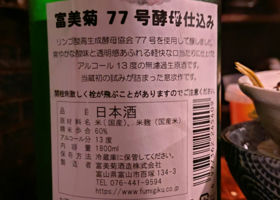 富美菊 77号酵母仕込み
リンゴ酸高生成酵母協会77号を使用して醸しました。
爽やかな酸味と透明感あふれる軽快な口当たりに仕上げた
アルコール13度の無濾過生原酒です。
当蔵初の試みが詰まった意欲作です。
開栓時激しく栓が飛ぶことがありますのでご注意ください
品目 日本酒
原材料名 米(国産)、米麹(国産米)
精米歩合 60%
アルコール分 13度
内容量 1800ml
保存方法 冷蔵庫に保管してください。
製造者 富美菊酒造株式会社
富山県富山市百塚134-3
TEL 076-441-9594
https://www.fumigiku.co.jp